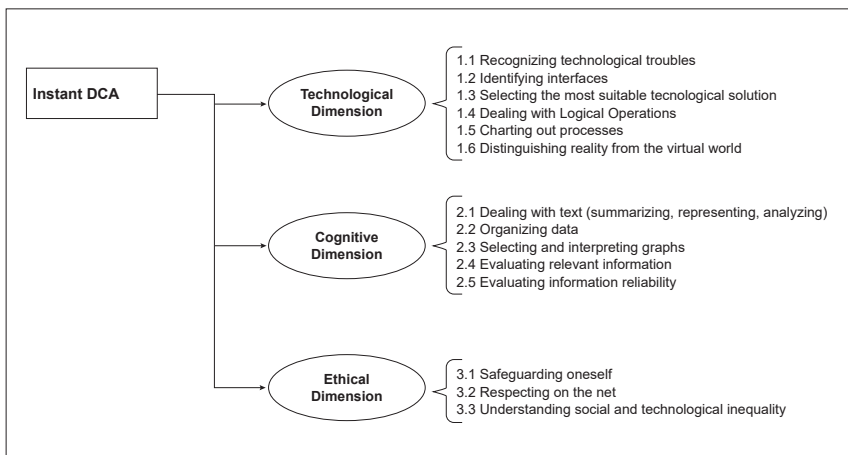 Instant DCA
Technological
Dimension
1.1 Recognizing technological troubles
1.2 Identifying interfaces
1.3 Selecting the most suitable tecnological solution
1.4 Dealing with Logical Operations
1.5 Charting out processes
1.6 Distinguishing reality from the virtual world
Cognitive
Dimension
2.1 Dealing with text (summarizing, representing, analyzing)
2.2 Organizing data
2.3 Selecting and interpreting graphs
2.4 Evaluating relevant information
2.5 Evaluating information reliability
Ethical
Dimension
3.1 Safeguarding oneself
3.2 Respecting on the net
3.3 Understanding social and technological inequality